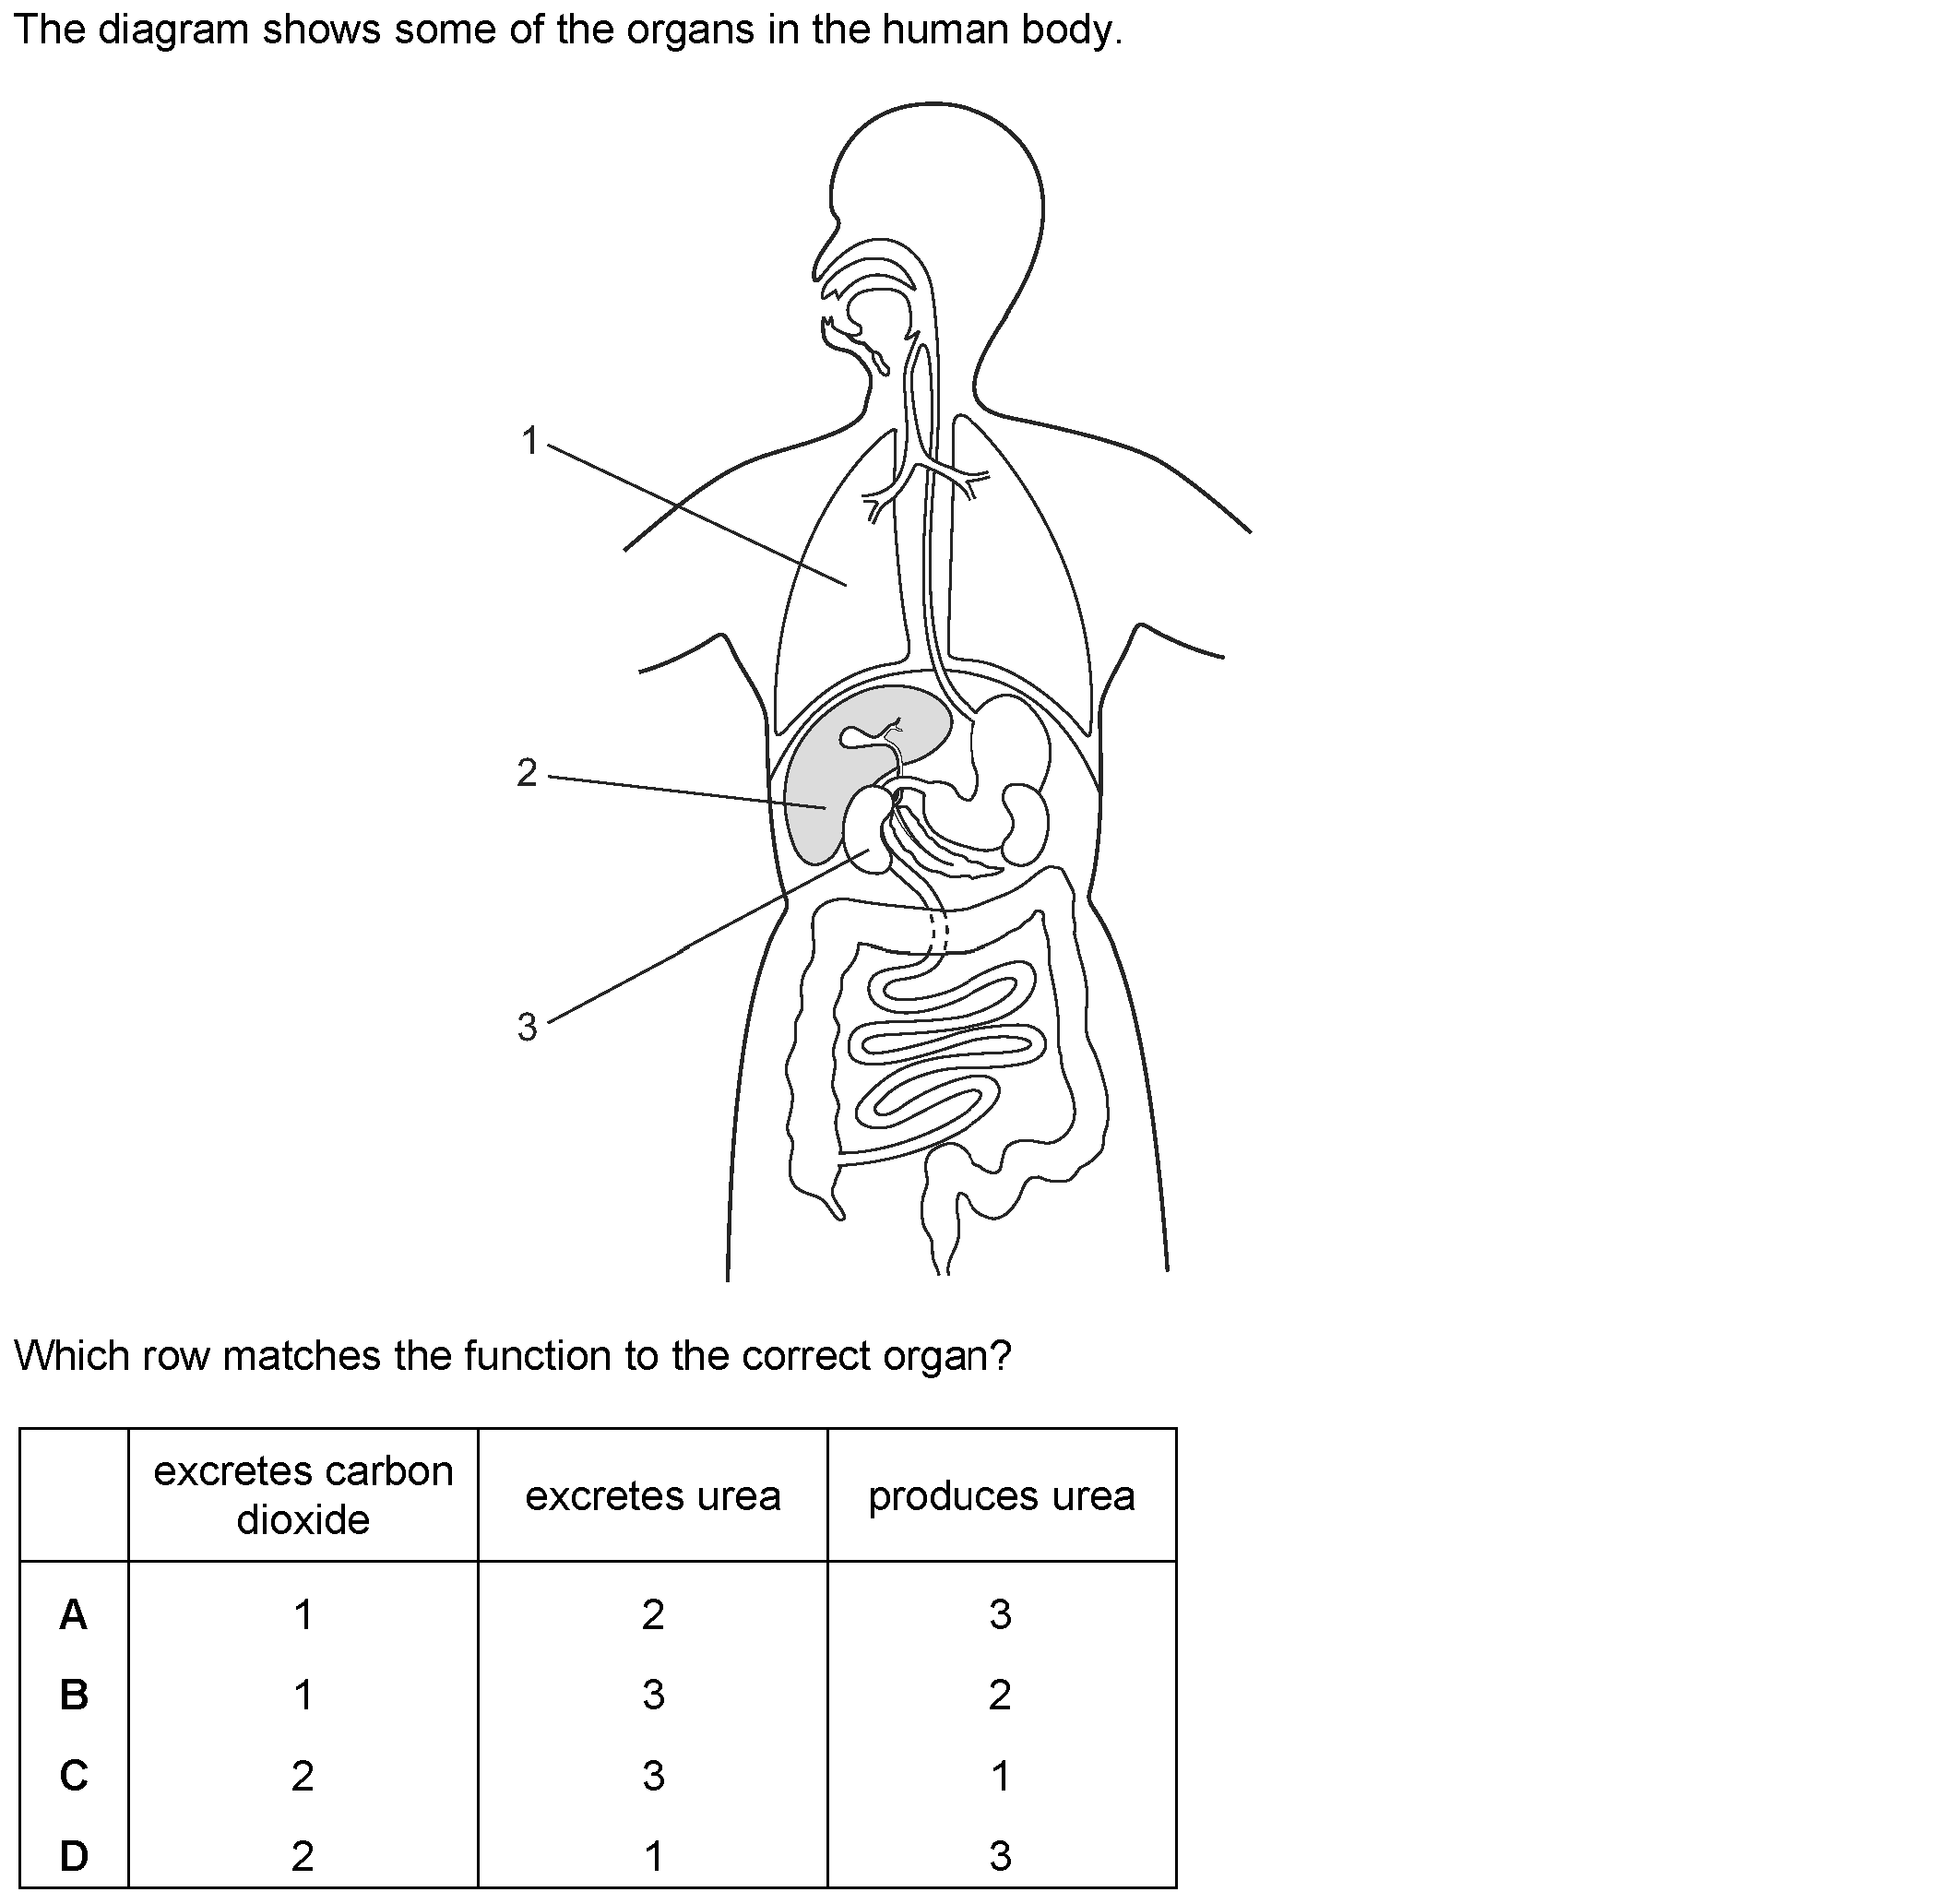 The diagram shows some of the organs in the human body.
1
2
3
Which row matches the function to the correct organ?
excretes carbon dioxide excretes urea produces urea
A 1 2 3
B 1 3 2
C 2 3 1
D 2 1 3